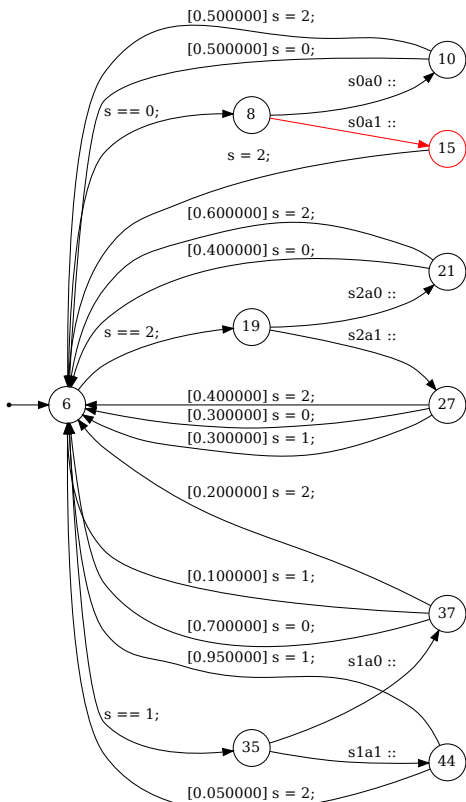 [0.500000] s = 2;
[0.500000] s = 0;
10
s0a0 ::
s == 0;
8
s0a1 ::
15
s = 2;
[0.600000] s = 2;
[0.400000] s = 0;
21
s2a0 ::
s == 2;
19
s2a1 ::
6
[0.400000] s = 2;
27
[0.300000] s = 0;
[0.300000] s = 1;
[0.200000] s = 2;
[0.100000] s = 1;
37
[0.700000] s = 0;
[0.950000] s = 1;
s1a0 ::
s == 1;
35
s1a1 ::
44
[0.050000] s = 2;